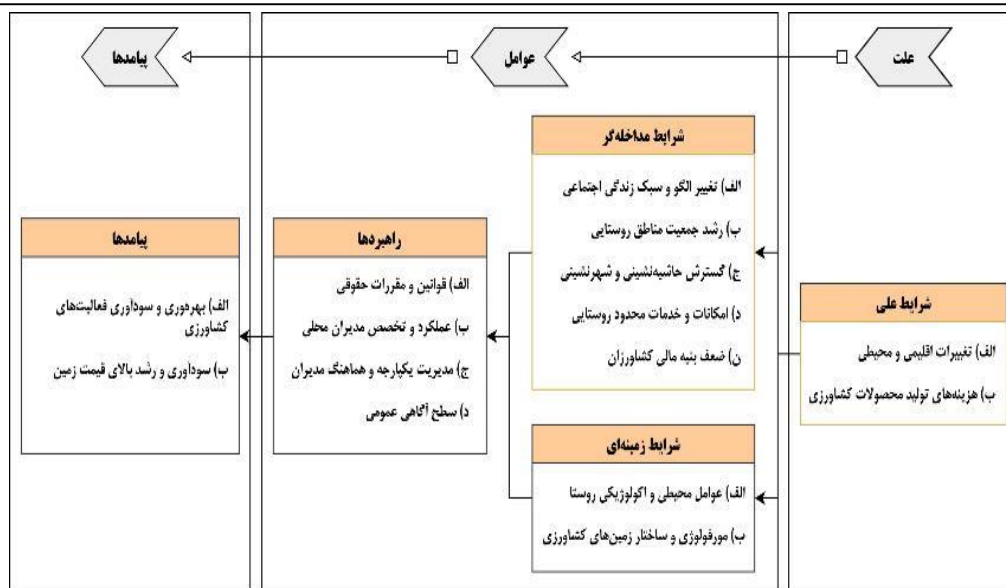 علت
عوامل
پیامدها
شرایط علی
الف) تغییرات اقلیمی و محیطی
ب) هزینه‌های تولید محصولات کشاورزی
شرایط مداخله‌گر
الف) تغییر الگو و سبک زندگی اجتماعی
ب) رشد جمعیت مناطق روستایی
ج) گسترش حاشیه‌نشینی و شهرنشینی
د) امکانات و خدمات محدود روستایی
ن) ضعف بنیه مالی کشاورزان
شرایط زمینه‌ای
الف) عوامل محیطی و اکولوژیکی روستا
ب) مورفولوژی و ساختار زمین‌های کشاورزی
راهبردها
الف) قوانین و مقررات حقوقی
ب) عملکرد و تخصص مدیران محلی
ج) مدیریت یکپارچه و هماهنگ مدیران
د) سطح آگاهی عمومی
پیامدها
الف) بهره‌وری و سودآوری فعالیت‌های
کشاورزی
ب) سودآوری و رشد بالای قیمت زمین